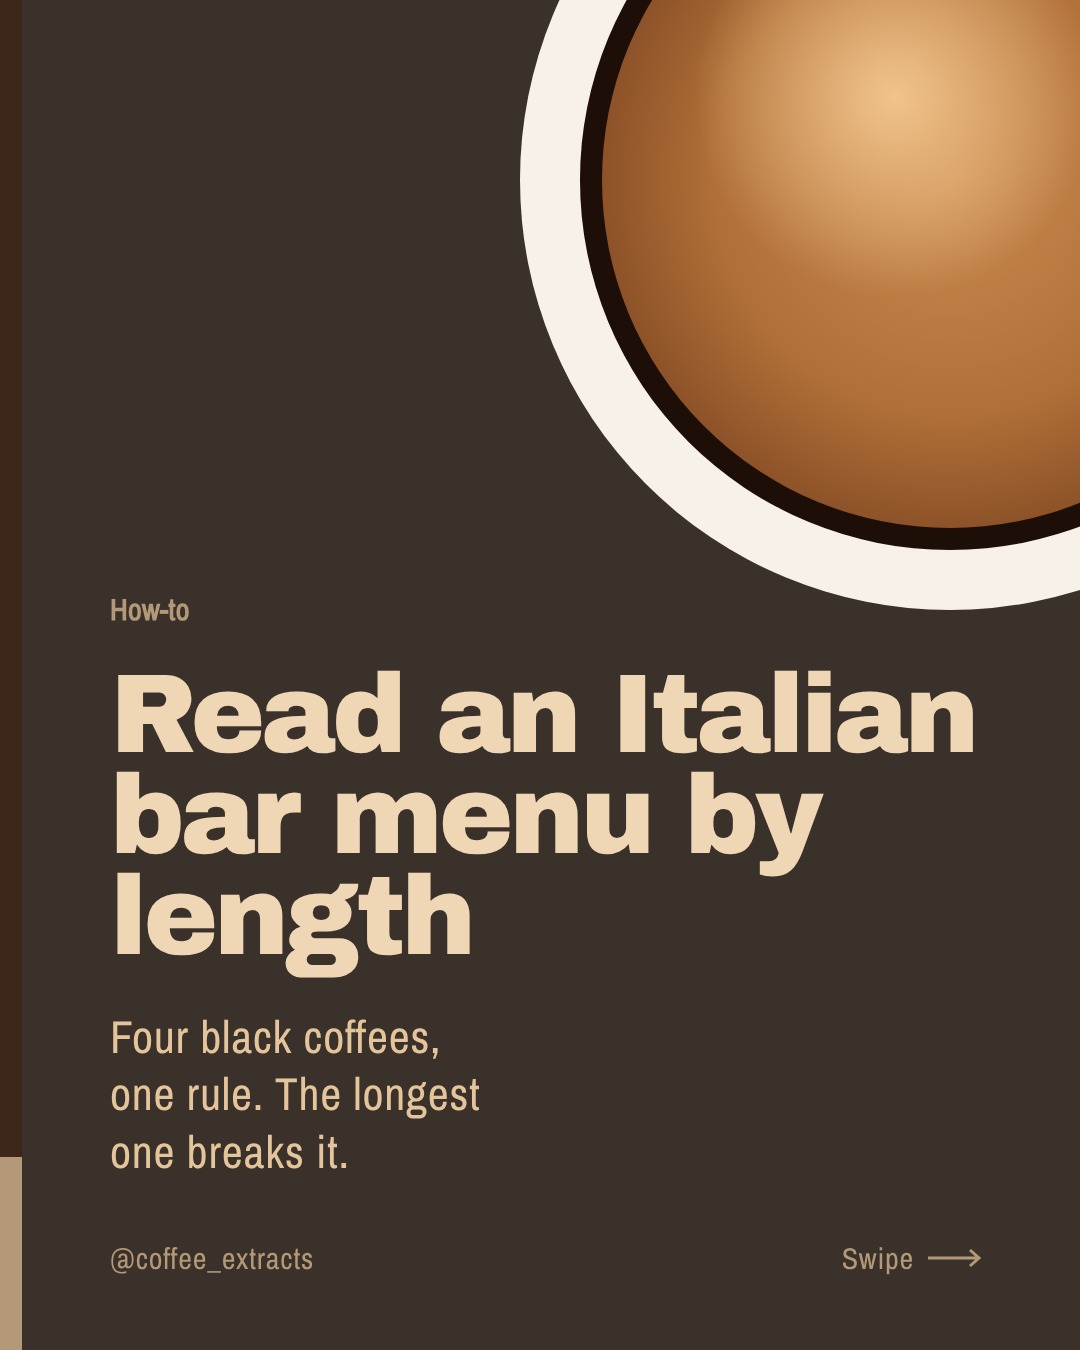 How-to
Read an Italian
bar menu by
length
Four black coffees,
one rule. The longest
one breaks it.
@coffee_extracts
Swipe